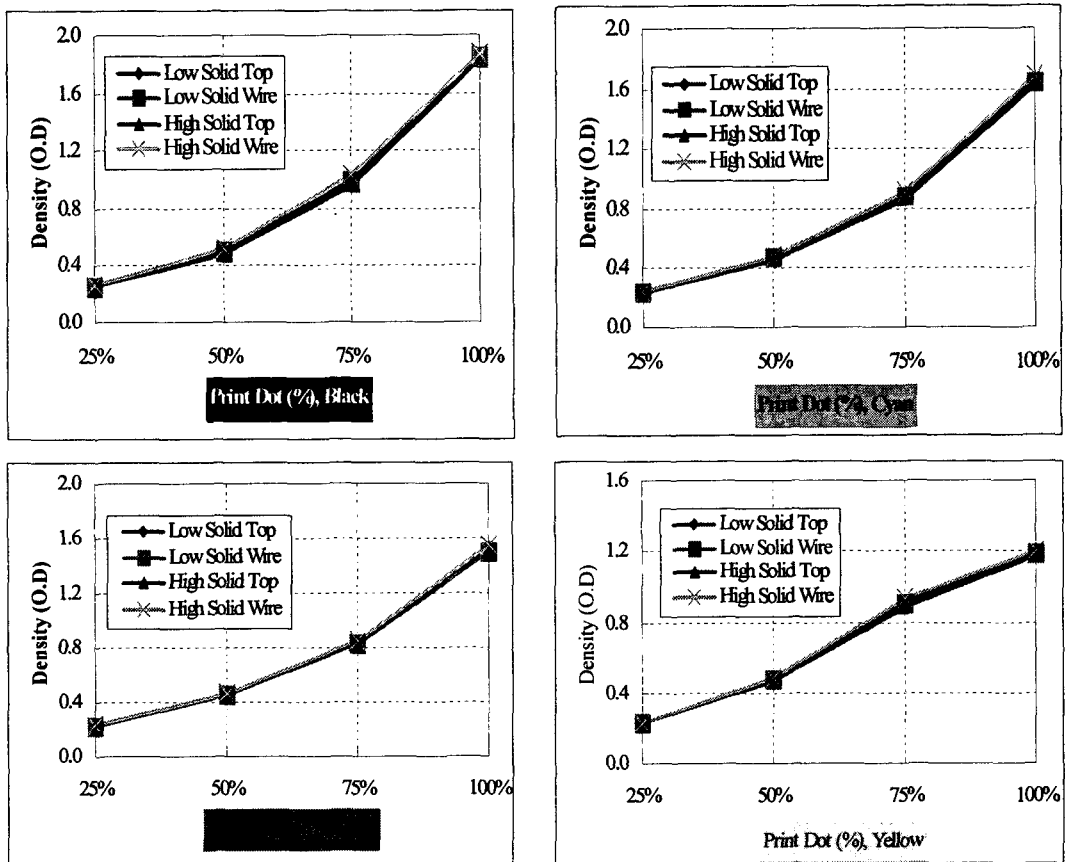 2.0
1.6
1.2
0.8
0.4
0.0
Density (O.D)
Low Solid Top
Low Solid Wire
High Solid Top
High Solid Wire
25% 50% 75% 100%
Print Dot (%), Black
2.0
1.6
1.2
0.8
0.4
0.0
Density (O.D)
Low Solid Top
Low Solid Wire
High Solid Top
High Solid Wire
25% 50% 75% 100%
Print Dot (%), Cyan
2.0
1.6
1.2
0.8
0.4
0.0
Density (O.D)
Low Solid Top
Low Solid Wire
High Solid Top
High Solid Wire
25% 50% 75% 100%
1.6
1.2
0.8
0.4
0.0
Density (O.D)
Low Solid Top
Low Solid Wire
High Solid Top
High Solid Wire
25% 50% 75% 100%
Print Dot (%), Yellow